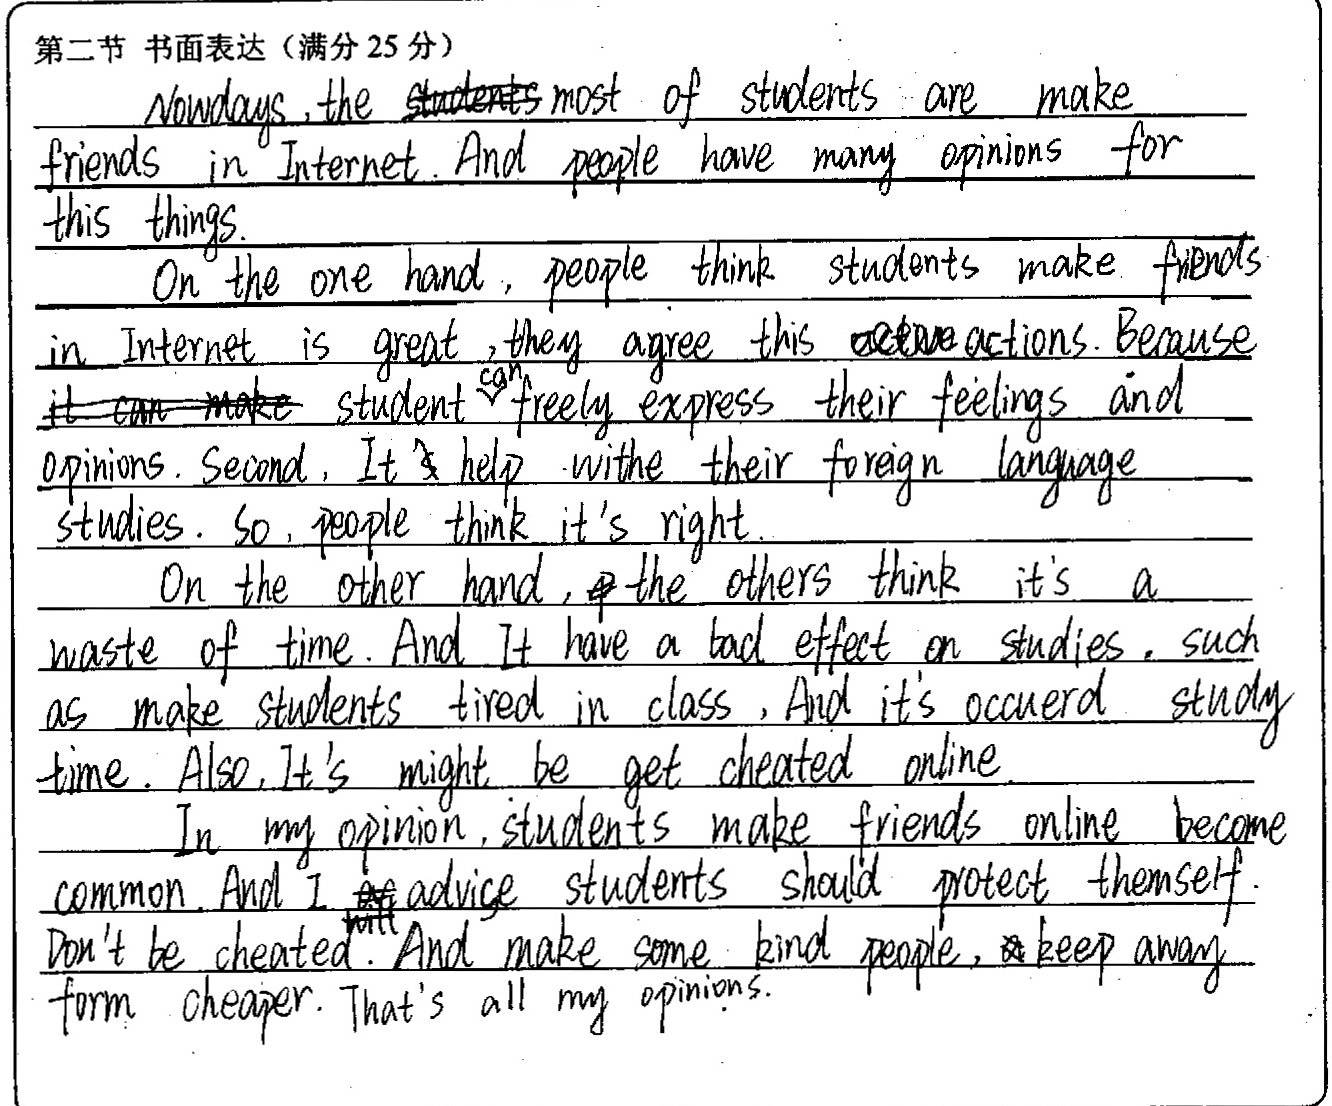 第二节 书面表达（满分 25 分）
Nowdays, the students most of students are make
friends in Internet. And people have many opinions for
this things.
On the one hand, people think students make friends
in Internet is great, they agree this active actions. Because
it can make student can freely express their feelings and
opinions. Second, It help withe their foreign language
studies. So, people think it's right.
On the other hand, the others think it's a
waste of time. And It have a bad effect on studies. such
as make students tired in class, And it's occuerd study
time. Also, It's might be get cheated online.
In my opinion, students make friends online become
common. And I advice students should protect themself.
Don't be cheated. And make some kind people, keep away
form cheaper. That's all my opinions.